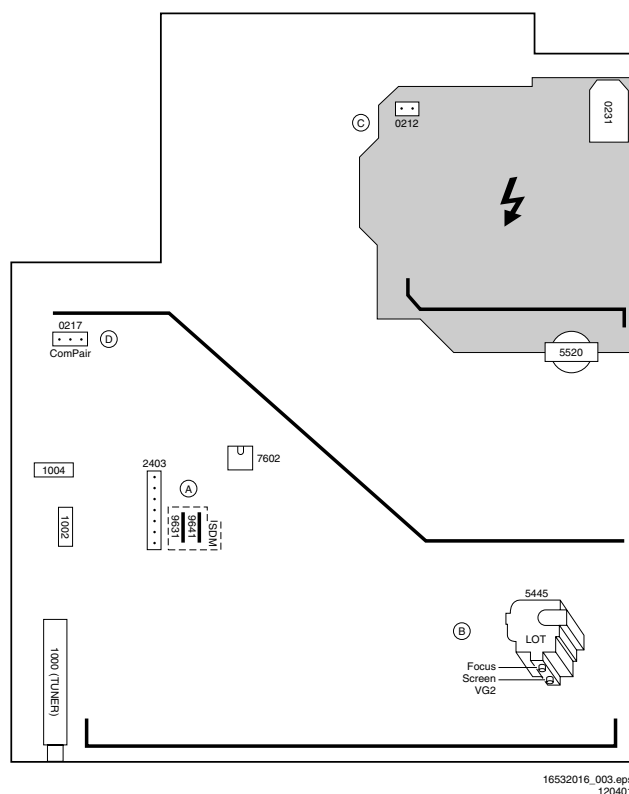 C
0212
0231
0217
D
ComPair
5520
7602
1004
2403
A
1002
9631
9641
SDM
5445
B
LOT
Focus
Screen
VG2
1000 (TUNER)
16532016_003.eps
120401